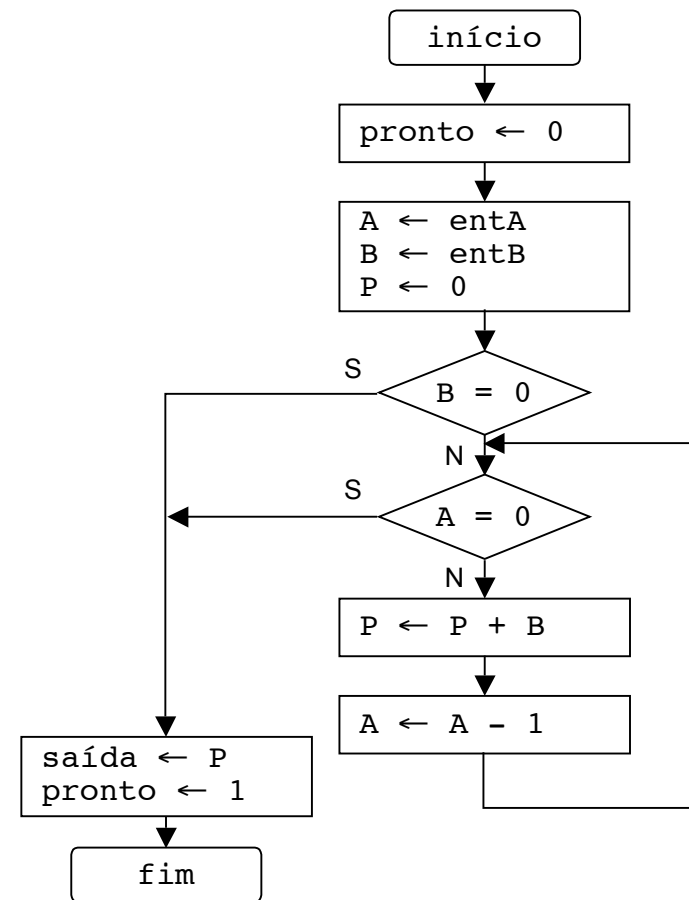 início
pronto ← 0
A ← entA
B ← entB
P ← 0
S
B = 0
N
S
A = 0
N
P ← P + B
A ← A - 1
saída ← P
pronto ← 1
fim